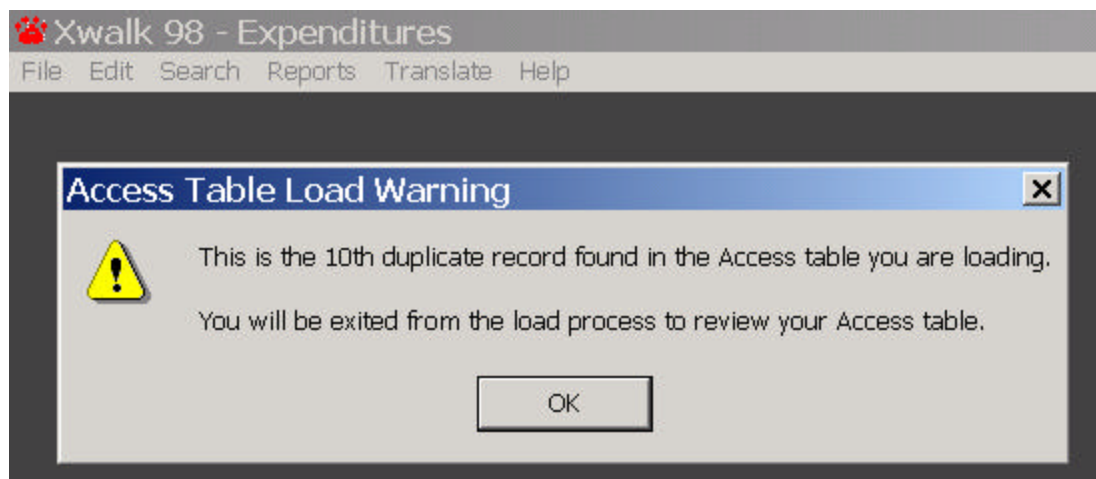 Xwalk 98 - Expenditures
File Edit Search Reports Translate Help
Access Table Load Warning
This is the 10th duplicate record found in the Access table you are loading.
You will be exited from the load process to review your Access table.
OK